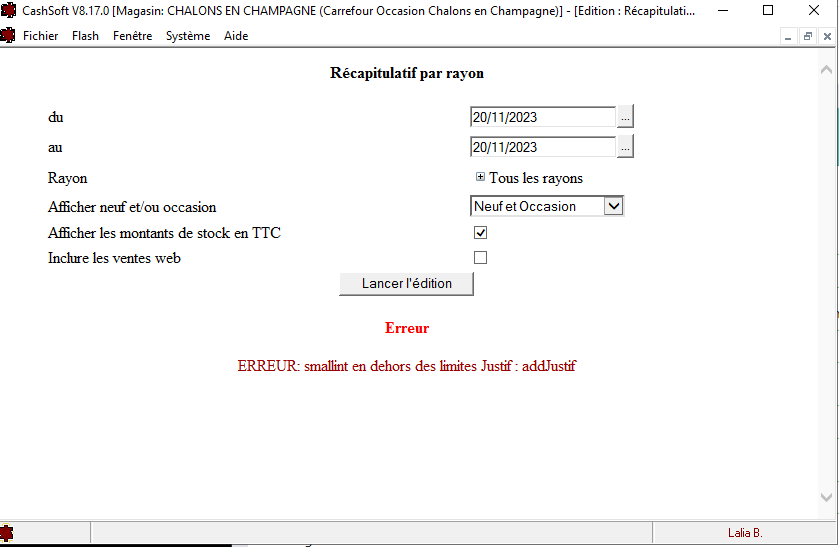 CashSoft V8.17.0 [Magasin: CHALONS EN CHAMPAGNE (Carrefour Occasion Chalons en Champagne)] - [Edition : Récapitulati...
Fichier Flash Fenêtre Système Aide
Récapitulatif par rayon
du 20/11/2023 ...
au 20/11/2023 ...
Rayon Tous les rayons
Afficher neuf et/ou occasion Neuf et Occasion
Afficher les montants de stock en TTC
Inclure les ventes web
Lancer l'édition
Erreur
ERREUR: smallint en dehors des limites Justif : addJustif
Lalia B.